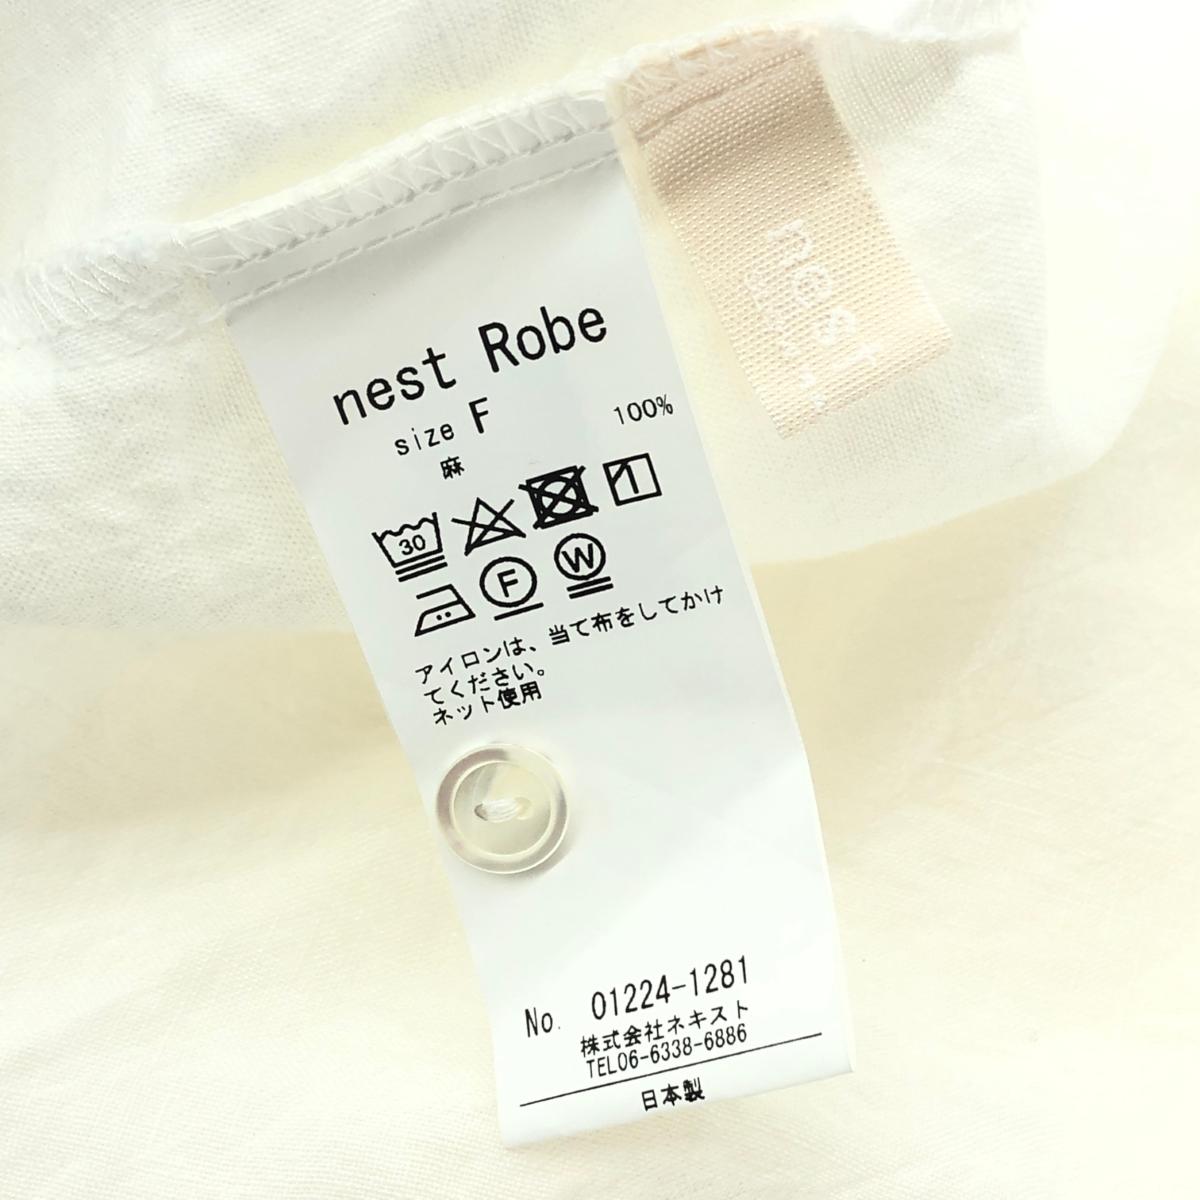 nest Robe
size F
麻 100%
30
F W
アイロンは、当て布をしてかけ
てください。
ネット使用
No. 01224-1281
株式会社ネキスト
TEL06-6338-6886
日本製
nest